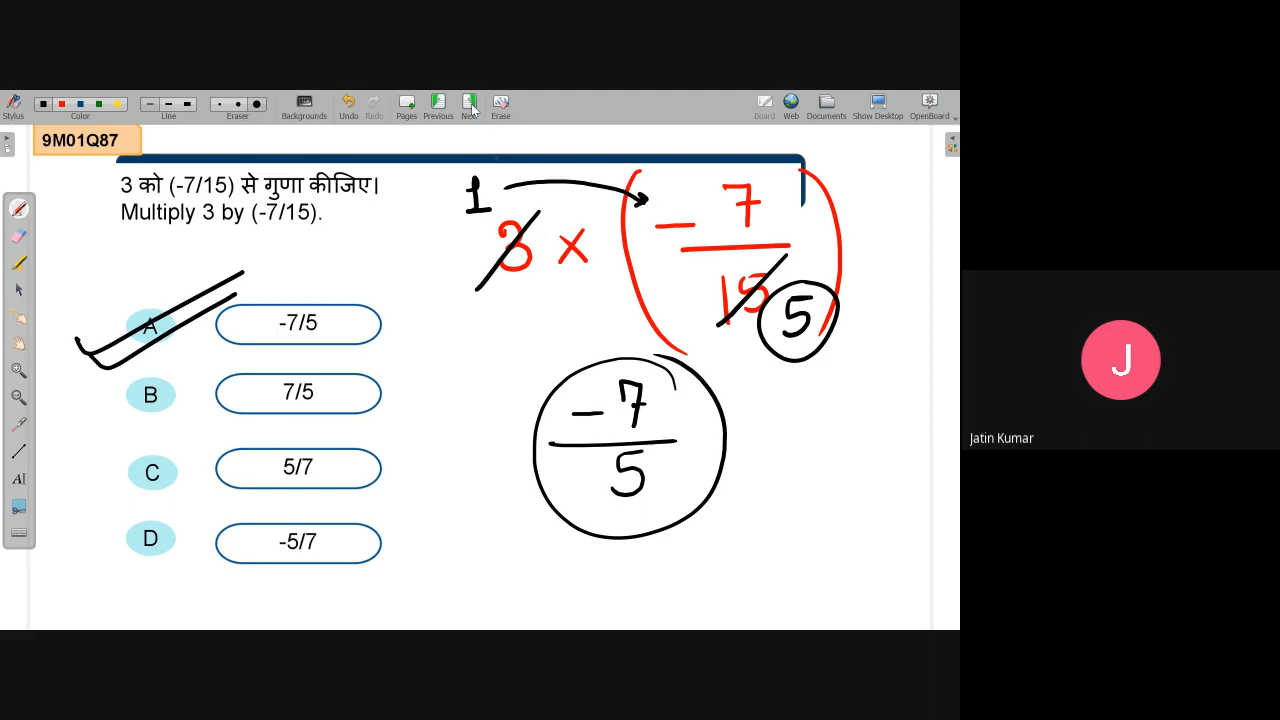 Stylus Color Line Eraser Backgrounds Undo Redo Pages Previous Next Erase Board Web Documents Show Desktop OpenBoard
9M01Q87
3 को (-7/15) से गुणा कीजिए।
Multiply 3 by (-7/15).
1
3 × ( - 7
15 )
5
A -7/5
B 7/5
C 5/7
D -5/7
- 7
5
AI
J
Jatin Kumar